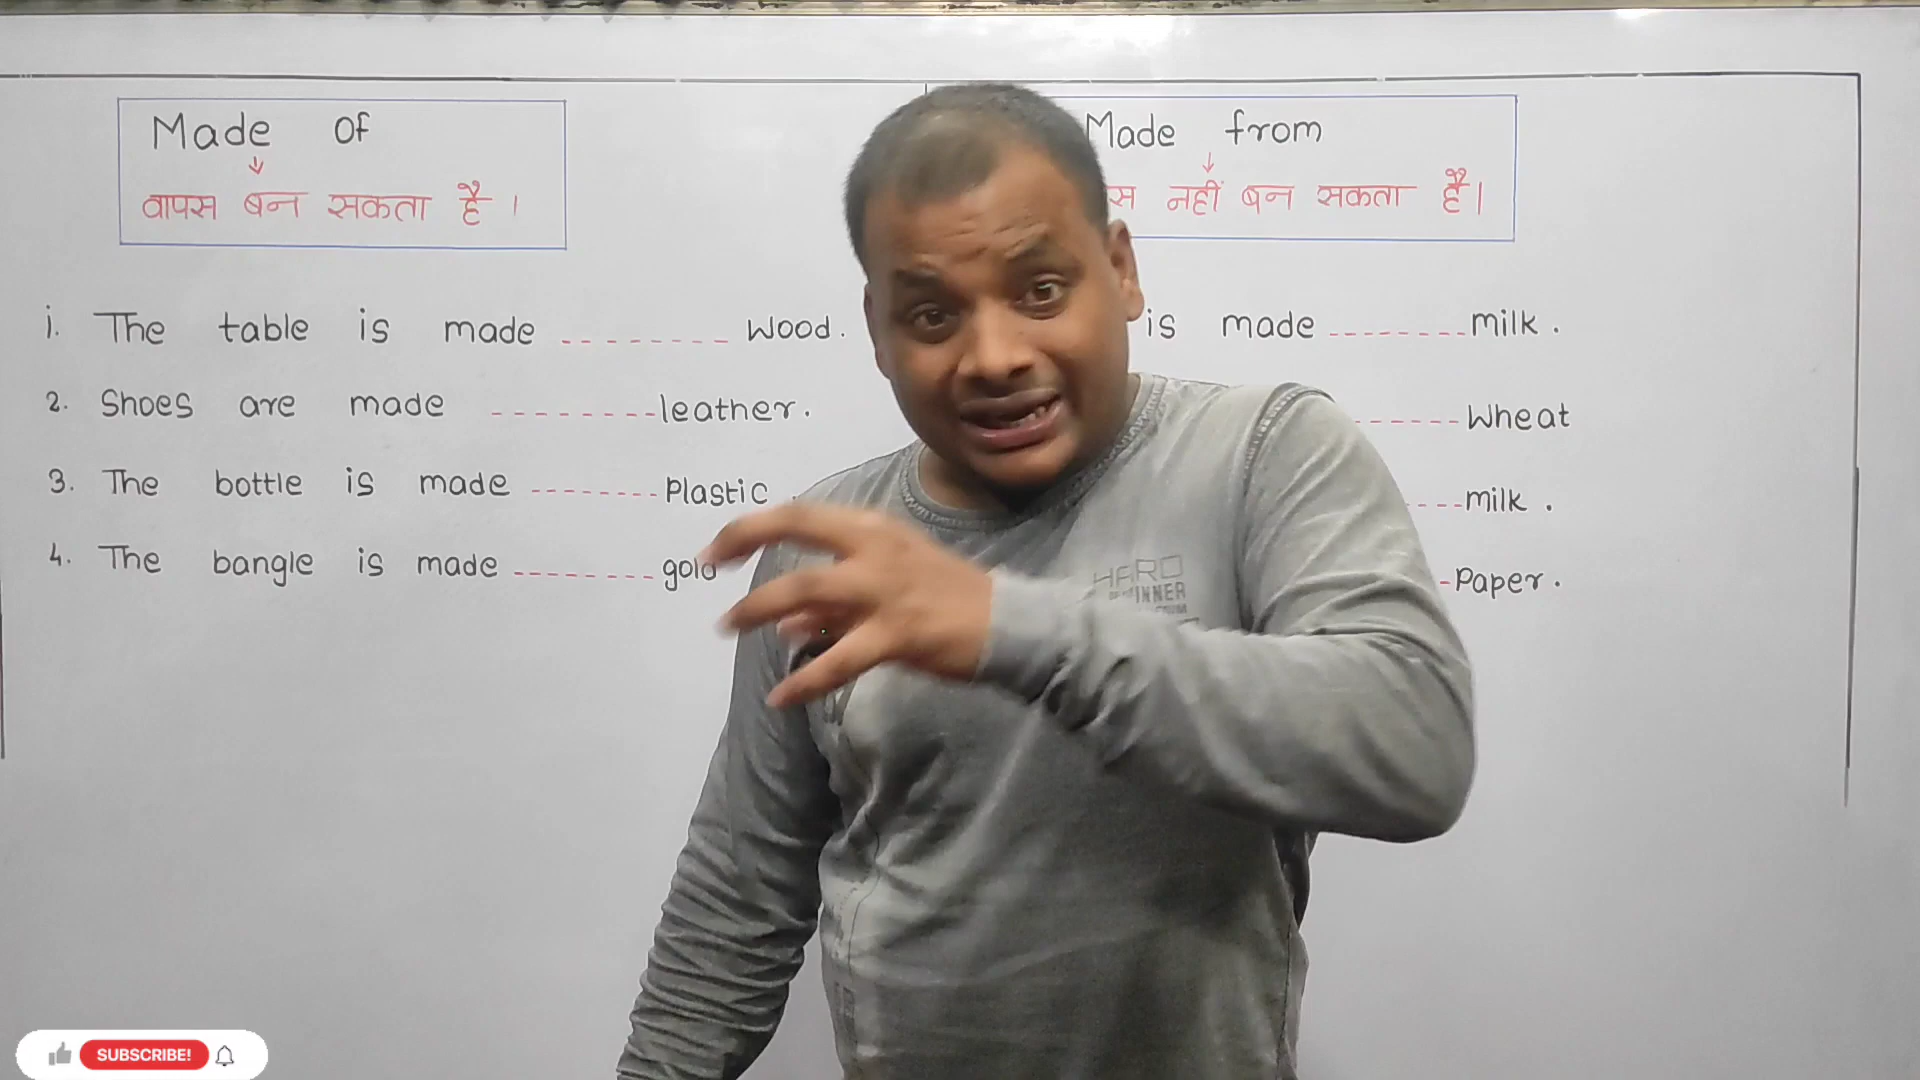 Made Of
वापस बन सकता है ।
i. The table is made -------- wood.
2. Shoes are made -------- leather.
3. The bottle is made -------- Plastic .
4. The bangle is made -------- gold
Made from
नहीं बन सकता है।
is made -------- milk .
------ Wheat
---- milk .
- Paper .
HARD
INNER
SUBSCRIBE!